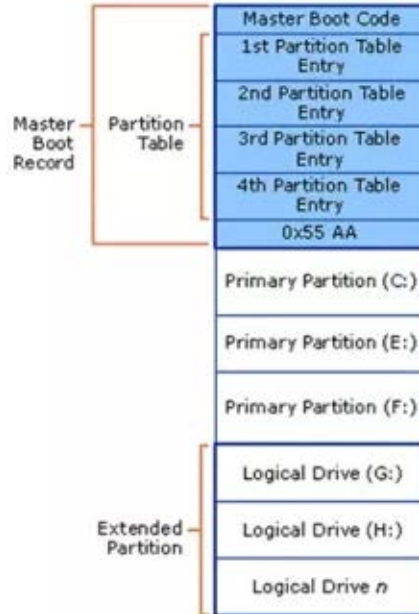 Master Boot Code
1st Partition Table
Entry
2nd Partition Table
Entry
3rd Partition Table
Entry
4th Partition Table
Entry
0x55 AA
Master
Boot
Record
Partition
Table
Primary Partition (C:)
Primary Partition (E:)
Primary Partition (F:)
Extended
Partition
Logical Drive (G:)
Logical Drive (H:)
Logical Drive n